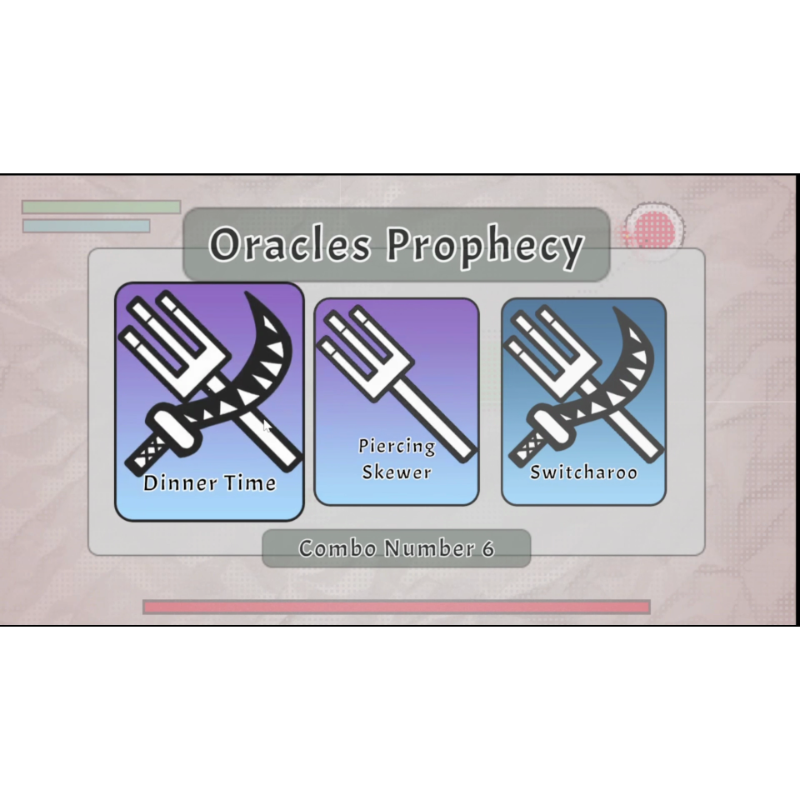 Oracles Prophecy
Dinner Time
Piercing
Skewer
Switcharoo
Combo Number 6